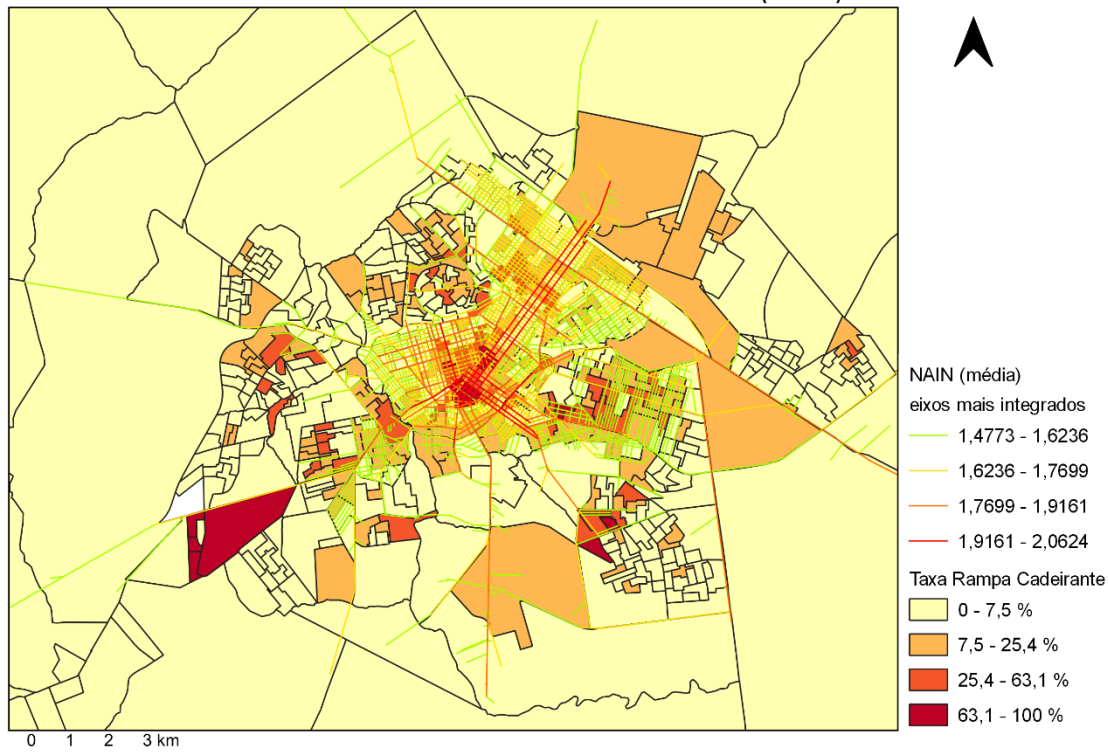 NAIN (média)
eixos mais integrados
1,4773 - 1,6236
1,6236 - 1,7699
1,7699 - 1,9161
1,9161 - 2,0624
Taxa Rampa Cadeirante
0 - 7,5 %
7,5 - 25,4 %
25,4 - 63,1 %
63,1 - 100 %
0 1 2 3 km